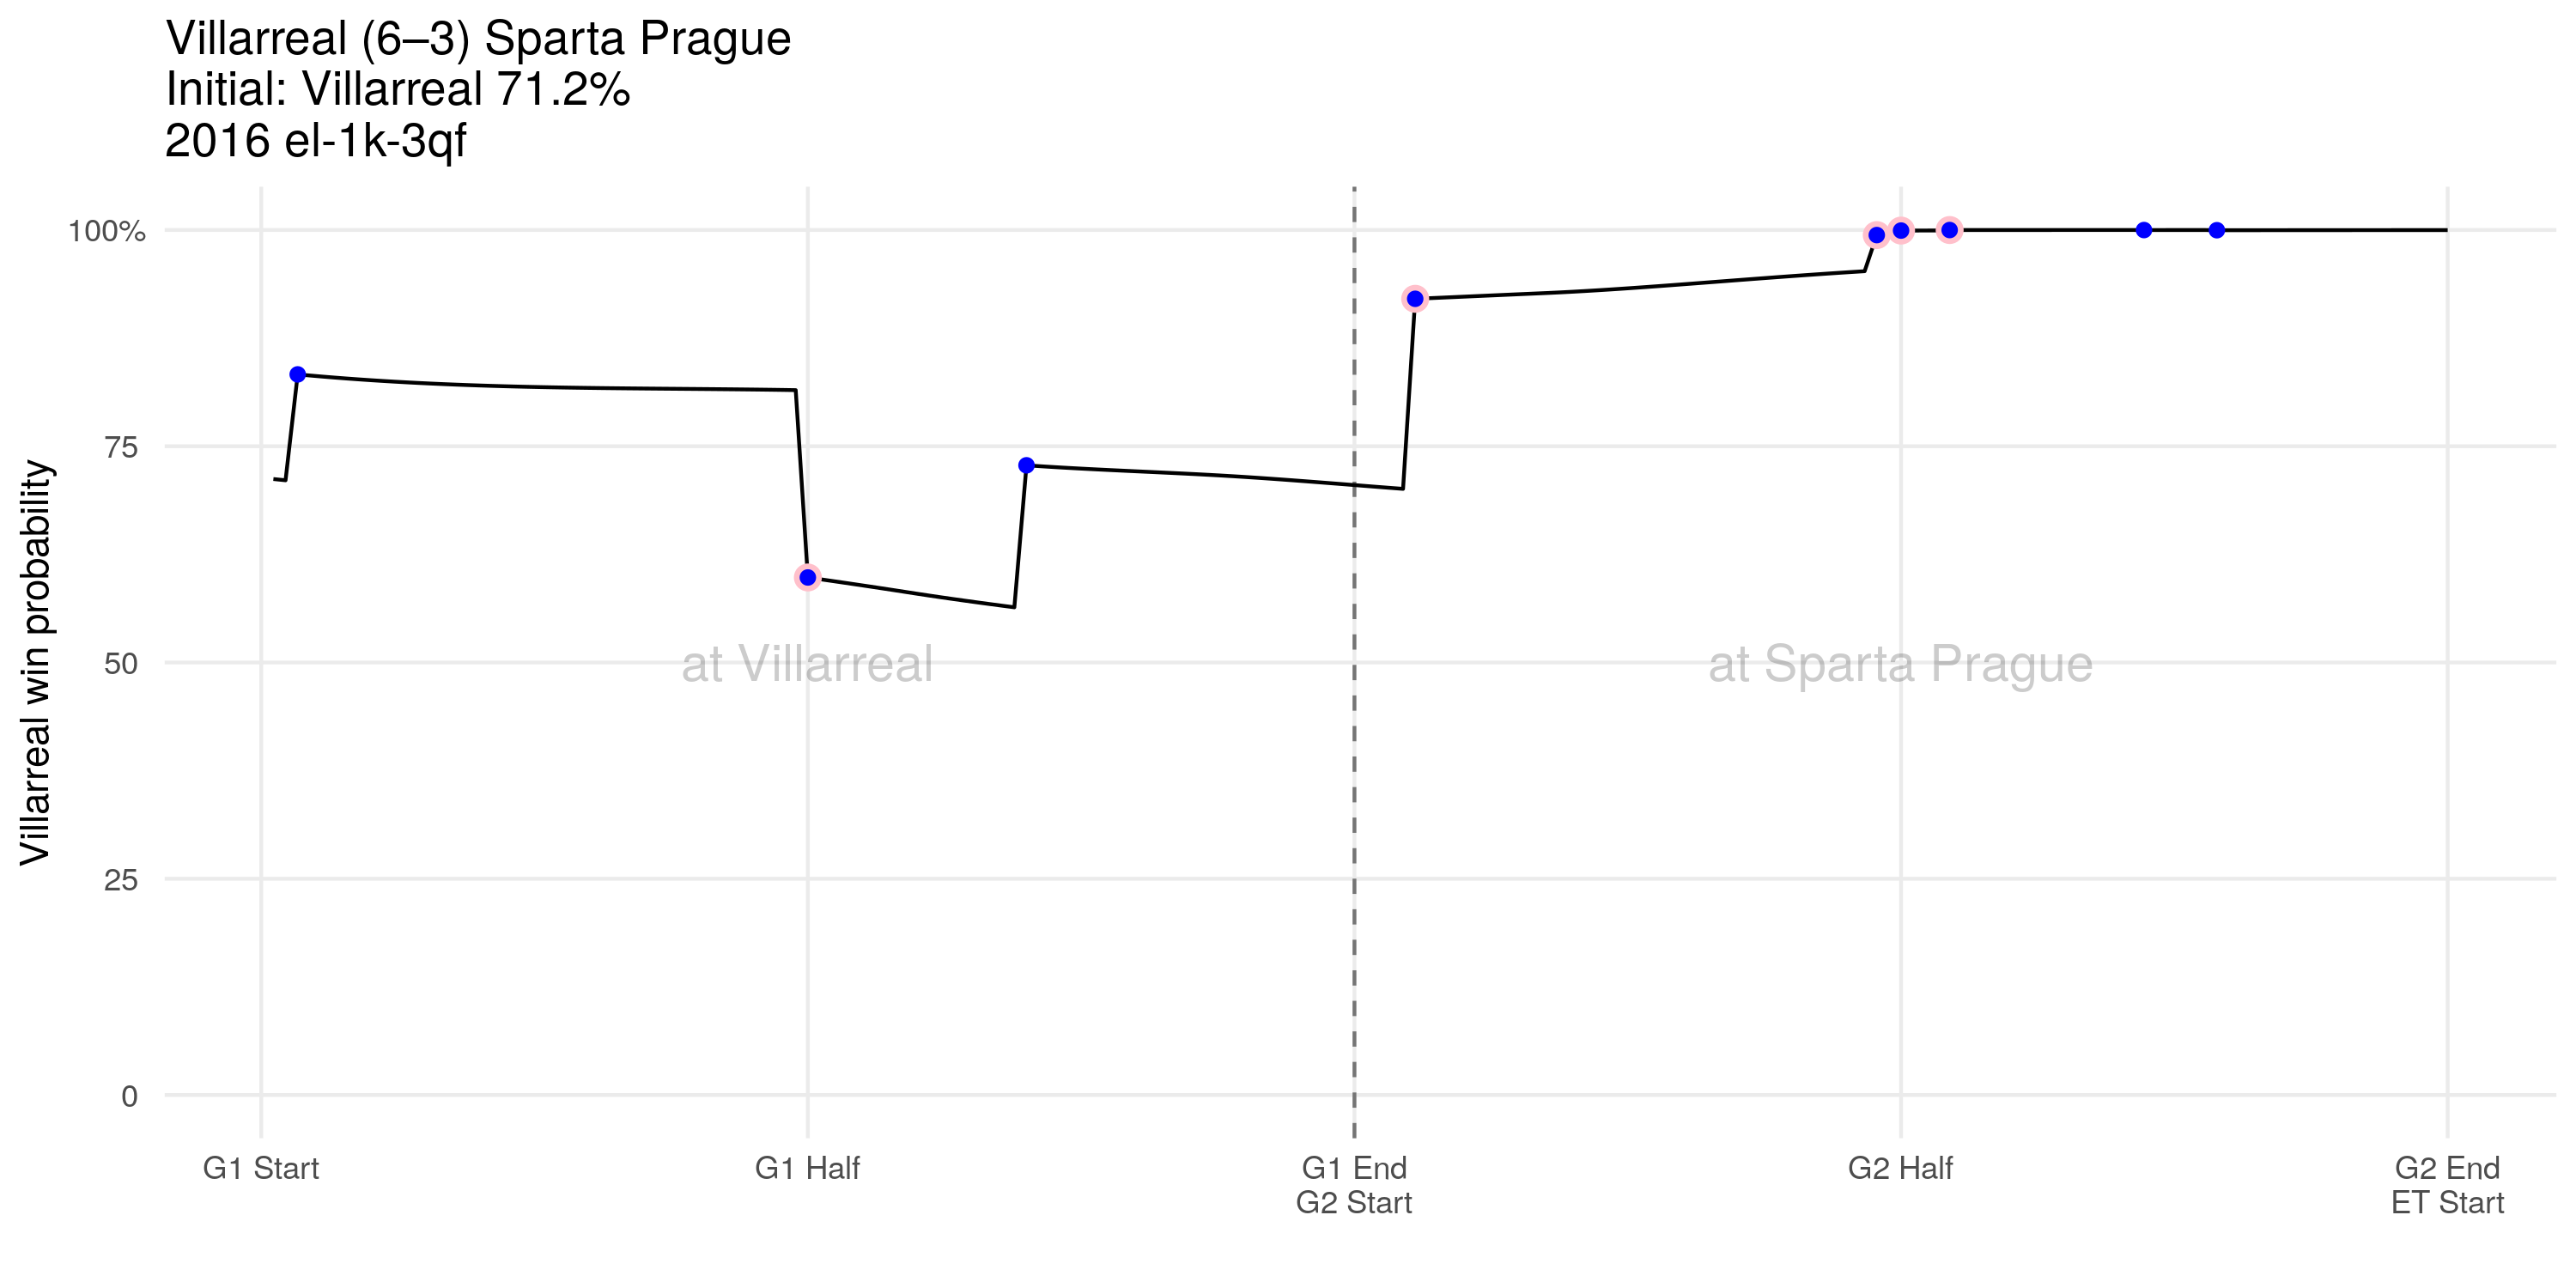 Villarreal (6–3) Sparta Prague
Initial: Villarreal 71.2%
2016 el-1k-3qf
Villarreal win probability
100%
75
50
25
0
at Villarreal
at Sparta Prague
G1 Start
G1 Half
G1 End
G2 Start
G2 Half
G2 End
ET Start